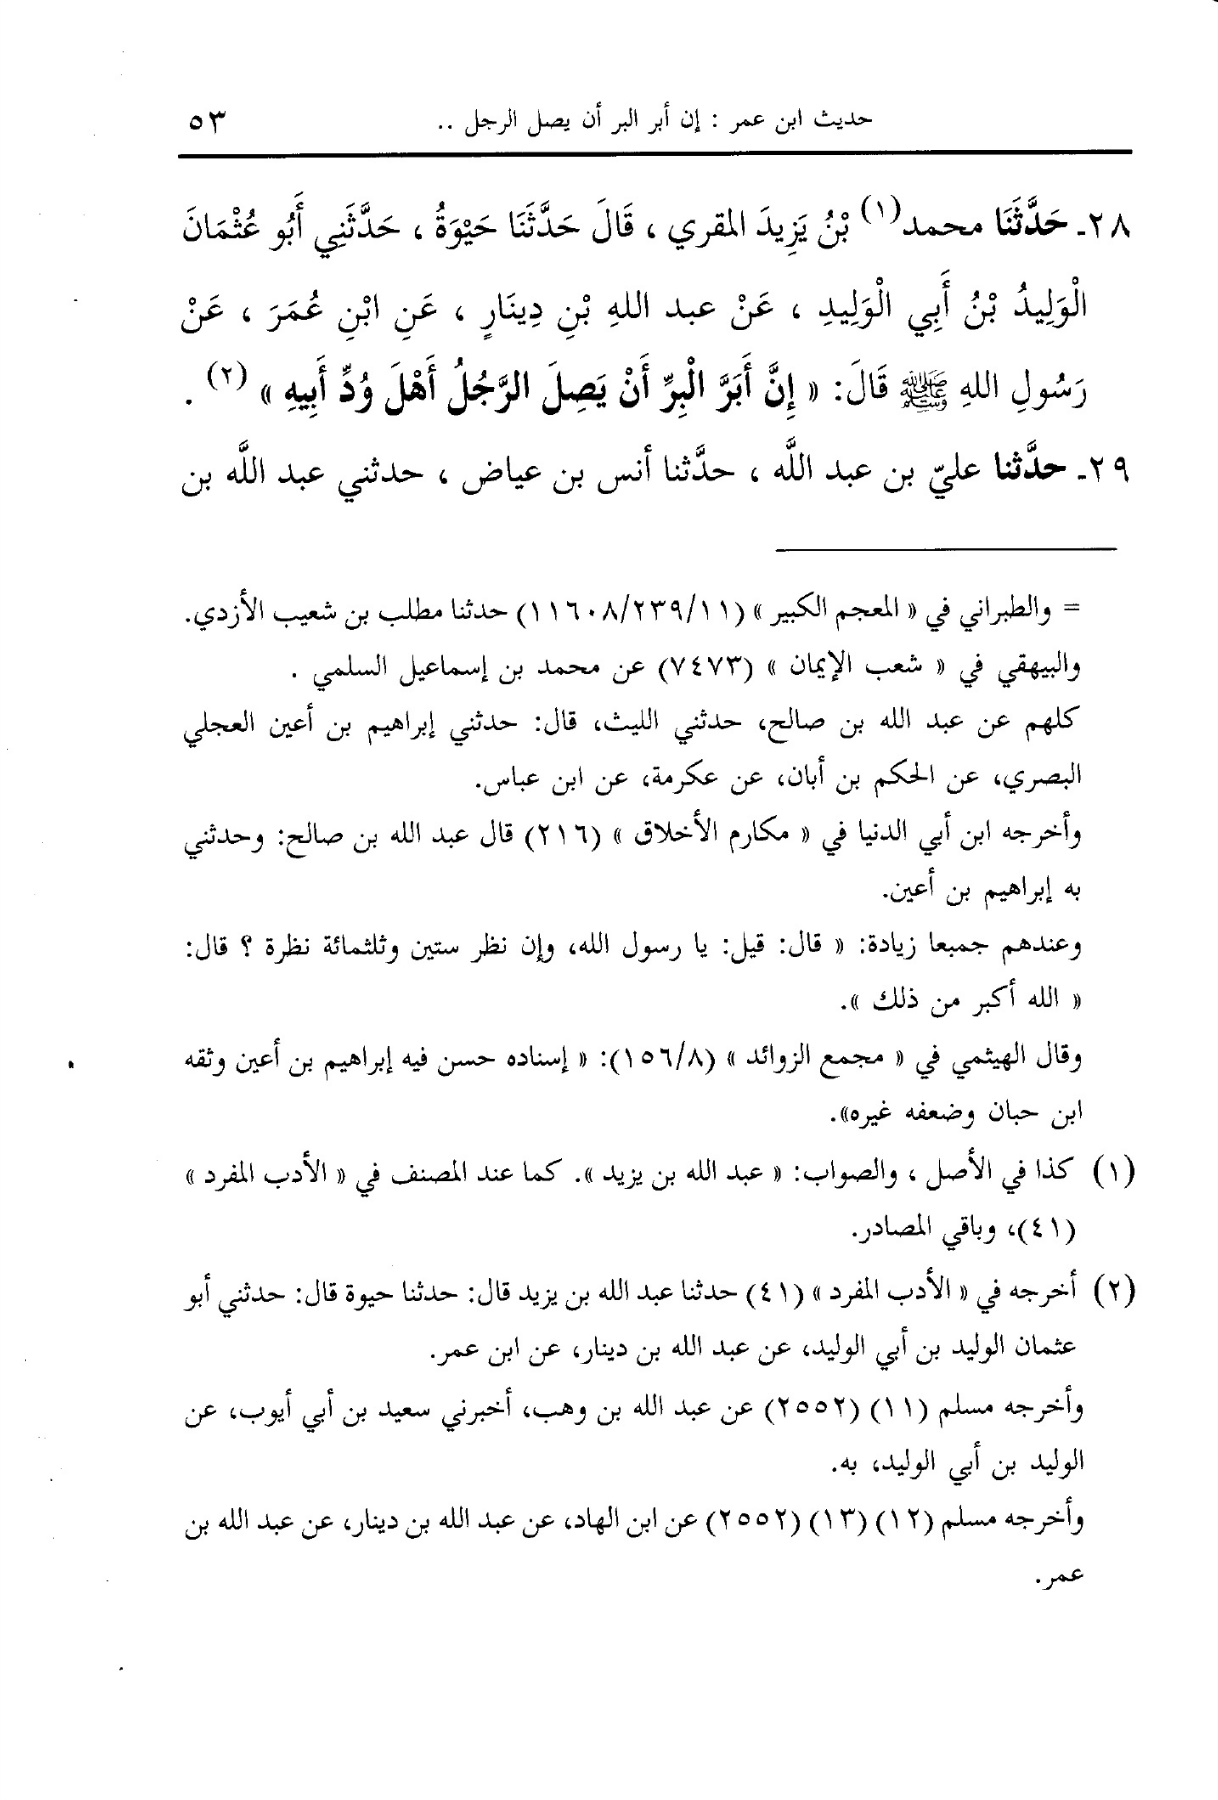 حديث ابن عمر : إن أبر البر أن يصل الرجل .. ٥٣
٢٨ـ حَدَّثَنَا محمد(١) بْنُ يَزِيدَ المقري ، قَالَ حَدَّثَنَا حَيْوَةُ ، حَدَّثَنِي أَبُو عُثْمَانَ
الْوَلِيدُ بْنُ أَبِي الْوَلِيدِ ، عَنْ عبد اللهِ بْنِ دِينَارٍ ، عَنِ ابْنِ عُمَرَ ، عَنْ
رَسُولِ اللهِ ﷺ قَالَ: « إِنَّ أَبَرَّ الْبِرِّ أَنْ يَصِلَ الرَّجُلُ أَهْلَ وُدِّ أَبِيهِ » (٢) .
٢٩ـ حدَّثنا عليّ بن عبد اللَّه ، حدَّثنا أنس بن عياض ، حدثني عبد اللَّه بن
= والطبراني في « المعجم الكبير » (١١٦٠٨/٢٣٩/١١) حدثنا مطلب بن شعيب الأزدي.
والبيهقي في « شعب الإيمان » (٧٤٧٣) عن محمد بن إسماعيل السلمي .
كلهم عن عبد الله بن صالح، حدثني الليث، قال: حدثني إبراهيم بن أعين العجلي
البصري، عن الحكم بن أبان، عن عكرمة، عن ابن عباس.
وأخرجه ابن أبي الدنيا في « مكارم الأخلاق » (٢١٦) قال عبد الله بن صالح: وحدثني
به إبراهيم بن أعين.
وعندهم جميعا زيادة: « قال: قيل: يا رسول الله، وإن نظر ستين وثلثمائة نظرة ؟ قال:
« الله أكبر من ذلك ».
وقال الهيثمي في « مجمع الزوائد » (١٥٦/٨): « إسناده حسن فيه إبراهيم بن أعين وثقه
ابن حبان وضعفه غيره».
(١) كذا في الأصل ، والصواب: « عبد الله بن يزيد ». كما عند المصنف في « الأدب المفرد »
(٤١)، وباقي المصادر.
(٢) أخرجه في « الأدب المفرد » (٤١) حدثنا عبد الله بن يزيد قال: حدثنا حيوة قال: حدثني أبو
عثمان الوليد بن أبي الوليد، عن عبد الله بن دينار، عن ابن عمر.
وأخرجه مسلم (١١) (٢٥٥٢) عن عبد الله بن وهب، أخبرني سعيد بن أبي أيوب، عن
الوليد بن أبي الوليد، به.
وأخرجه مسلم (١٢) (١٣) (٢٥٥٢) عن ابن الهاد، عن عبد الله بن دينار، عن عبد الله بن
عمر.